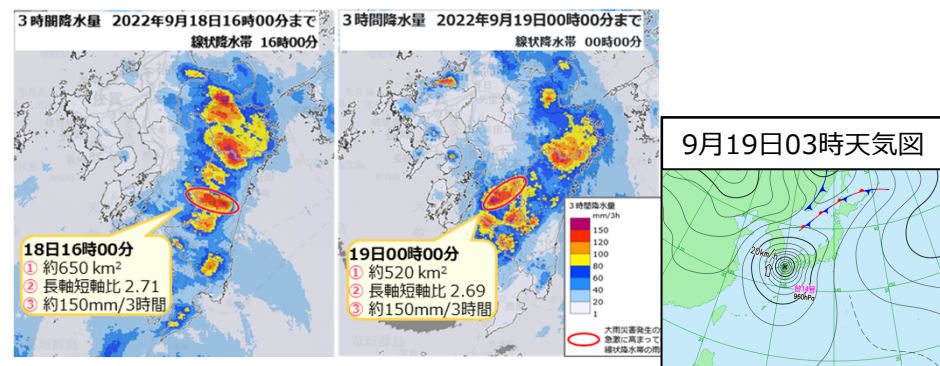 ３時間降水量 2022年9月18日16時00分まで
線状降水帯 16時00分
18日16時00分
① 約650 km²
② 長軸短軸比 2.71
③ 約150mm/3時間
３時間降水量 2022年9月19日00時00分まで
線状降水帯 00時00分
19日00時00分
① 約520 km²
② 長軸短軸比 2.69
③ 約150mm/3時間
３時間降水量
mm/3h
150
120
100
80
60
40
20
1
大雨災害発生の
急激に高まって
線状降水帯の雨
9月19日03時天気図
20km/h
台14号
960hPa